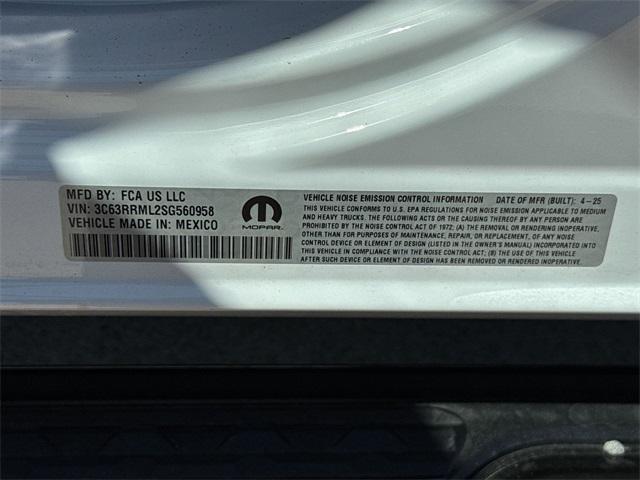 MFD BY: FCA US LLC
VIN: 3C63RRML2SG560958
VEHICLE MADE IN: MEXICO
MOPAR
VEHICLE NOISE EMISSION CONTROL INFORMATION DATE OF MFR (BUILT): 4-25
THIS VEHICLE CONFORMS TO U.S. EPA REGULATIONS FOR NOISE EMISSION APPLICABLE TO MEDIUM
AND HEAVY TRUCKS. THE FOLLOWING ACTS OR THE CAUSING THEREOF BY ANY PERSON ARE
PROHIBITED BY THE NOISE CONTROL ACT OF 1972; (A) THE REMOVAL OR RENDERING INOPERATIVE,
OTHER THAN FOR PURPOSES OF MAINTENANCE, REPAIR, OR REPLACEMENT, OF ANY NOISE
CONTROL DEVICE OR ELEMENT OF DESIGN (LISTED IN THE OWNER'S MANUAL) INCORPORATED INTO
THIS VEHICLE IN COMPLIANCE WITH THE NOISE CONTROL ACT; (B) THE USE OF THIS VEHICLE
AFTER SUCH DEVICE OR ELEMENT OF DESIGN HAS BEEN REMOVED OR RENDERED INOPERATIVE.